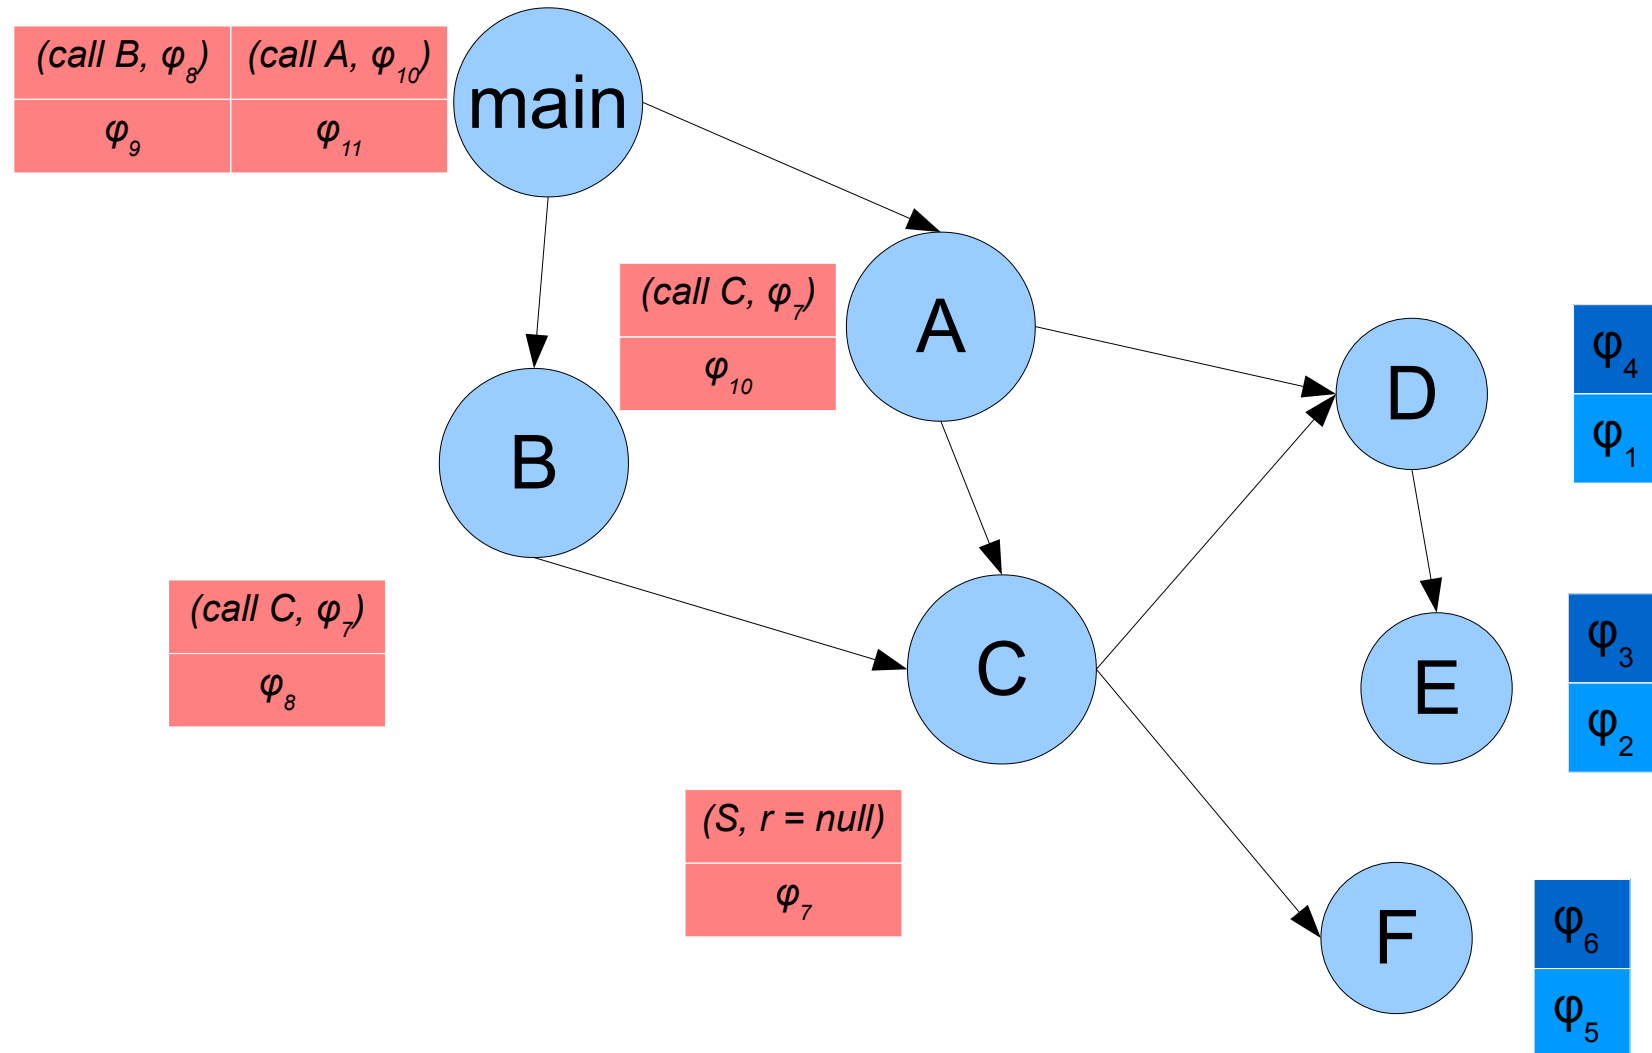 (call B, φ₈) (call A, φ₁₀)
φ₉ φ₁₁
main
(call C, φ₇)
φ₁₀
A
φ₄
φ₁
D
B
(call C, φ₇)
φ₈
C
φ₃
φ₂
E
(S, r = null)
φ₇
F
φ₆
φ₅